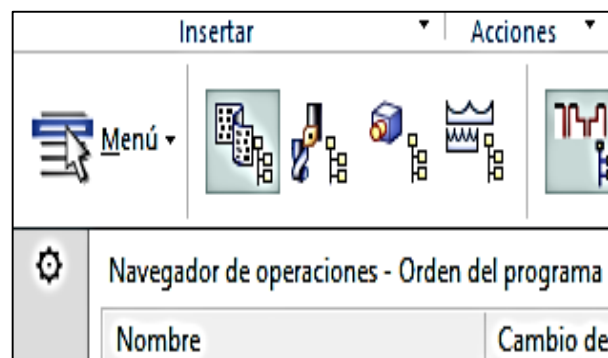 Insertar Acciones
Menú
Navegador de operaciones - Orden del programa
Nombre Cambio de